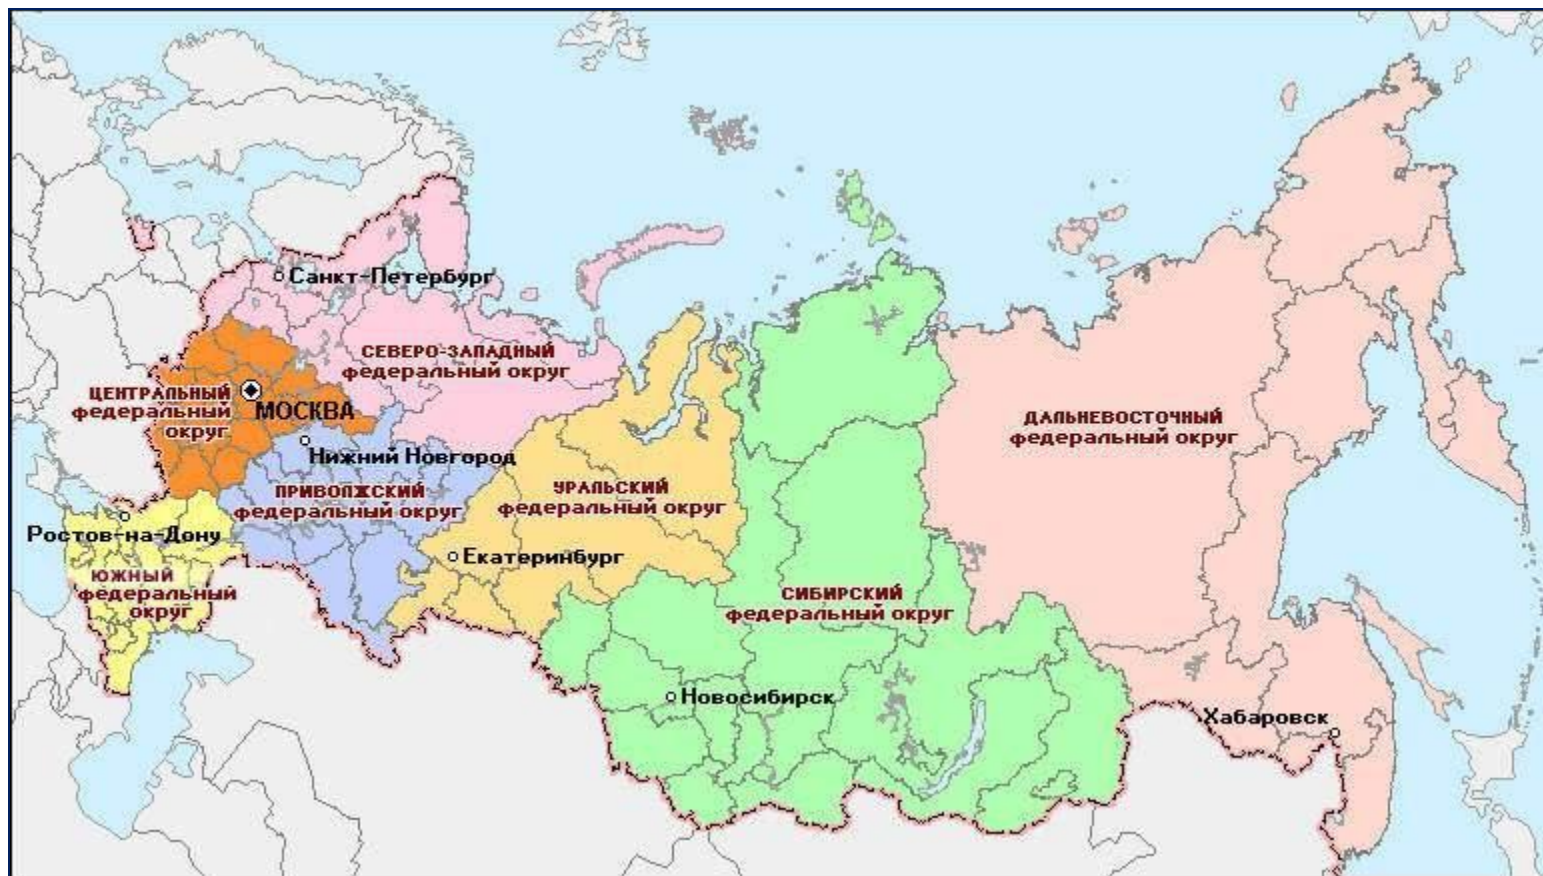 Санкт-Петербург
СЕВЕРО-ЗАПАДНЫЙ
федеральный округ
ЦЕНТРАЛЬНЫЙ
федеральный
округ
МОСКВА
ДАЛЬНЕВОСТОЧНЫЙ
федеральный округ
Нижний Новгород
ПРИВОЛЖСКИЙ
федеральный округ
УРАЛЬСКИЙ
федеральный округ
Ростов-на-Дону
Екатеринбург
ЮЖНЫЙ
федеральный
округ
СИБИРСКИЙ
федеральный округ
Новосибирск
Хабаровск